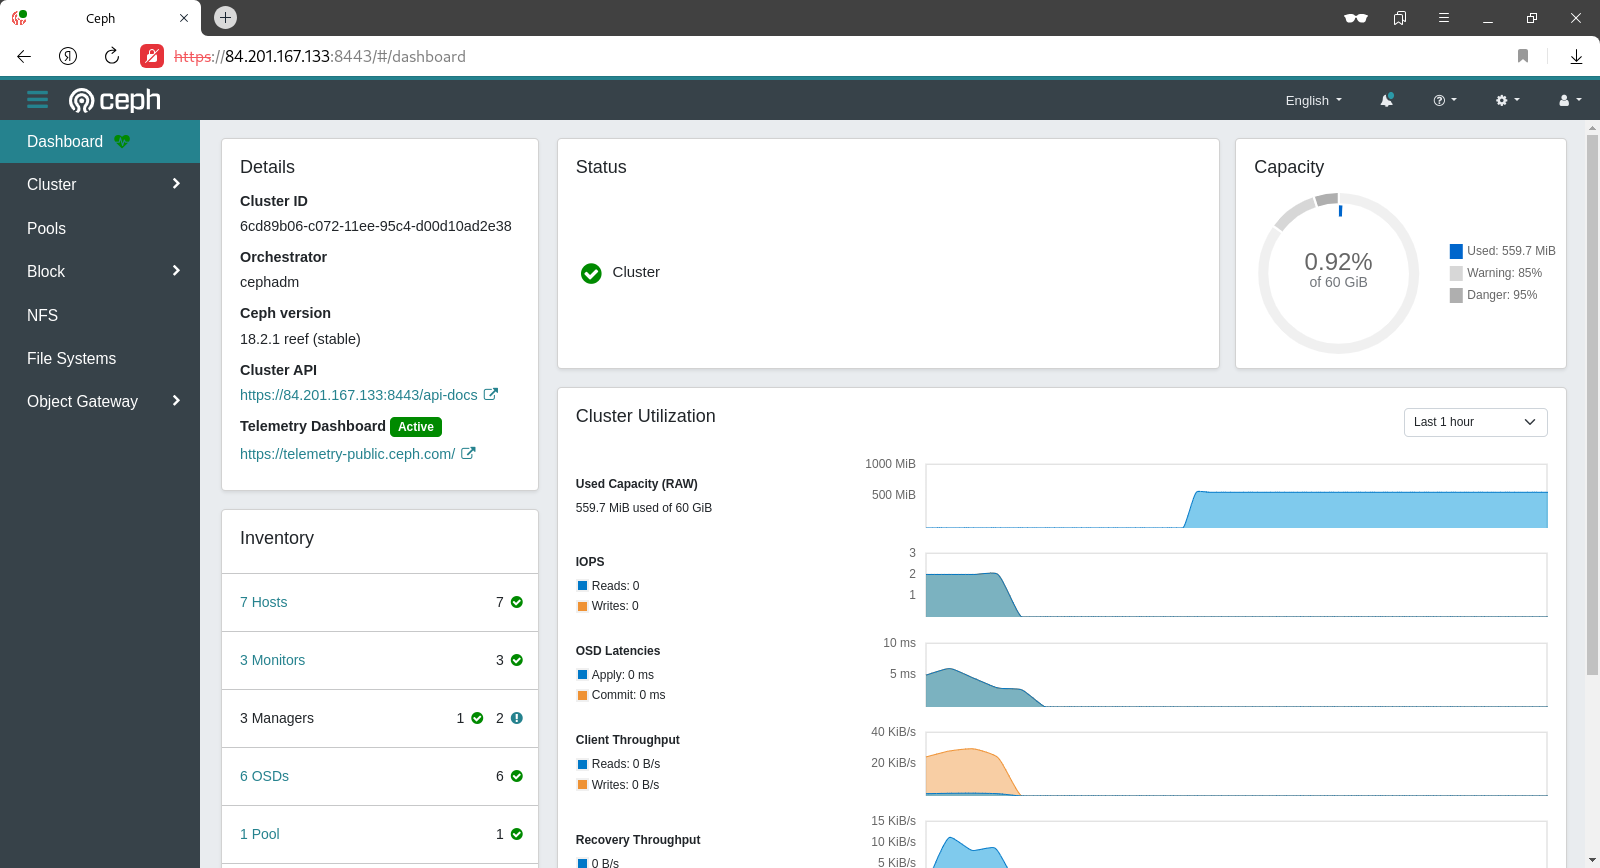 Ceph
https://84.201.167.133:8443/#/dashboard
ceph
English
Dashboard
Cluster
Pools
Block
NFS
File Systems
Object Gateway
Details
Cluster ID
6cd89b06-c072-11ee-95c4-d00d10ad2e38
Orchestrator
cephadm
Ceph version
18.2.1 reef (stable)
Cluster API
https://84.201.167.133:8443/api-docs
Telemetry Dashboard Active
https://telemetry-public.ceph.com/
Inventory
7 Hosts 7
3 Monitors 3
3 Managers 1 2
6 OSDs 6
1 Pool 1
Status
Cluster
Capacity
0.92%
of 60 GiB
Used: 559.7 MiB
Warning: 85%
Danger: 95%
Cluster Utilization
Last 1 hour
Used Capacity (RAW)
559.7 MiB used of 60 GiB
1000 MiB
500 MiB
IOPS
Reads: 0
Writes: 0
3
2
1
OSD Latencies
Apply: 0 ms
Commit: 0 ms
10 ms
5 ms
Client Throughput
Reads: 0 B/s
Writes: 0 B/s
40 KiB/s
20 KiB/s
Recovery Throughput
0 B/s
15 KiB/s
10 KiB/s
5 KiB/s